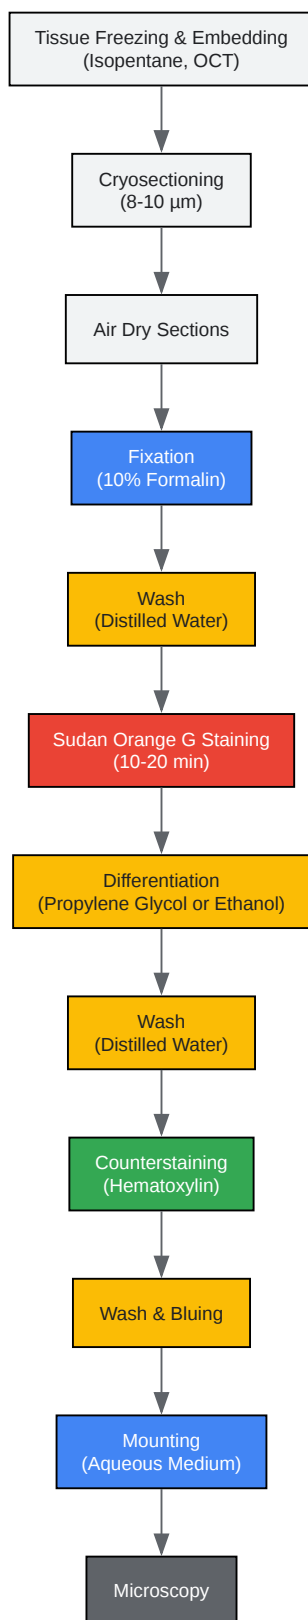 Tissue Freezing & Embedding
(Isopentane, OCT)
Cryosectioning
(8-10 µm)
Air Dry Sections
Fixation
(10% Formalin)
Wash
(Distilled Water)
Sudan Orange G Staining
(10-20 min)
Differentiation
(Propylene Glycol or Ethanol)
Wash
(Distilled Water)
Counterstaining
(Hematoxylin)
Wash & Bluing
Mounting
(Aqueous Medium)
Microscopy